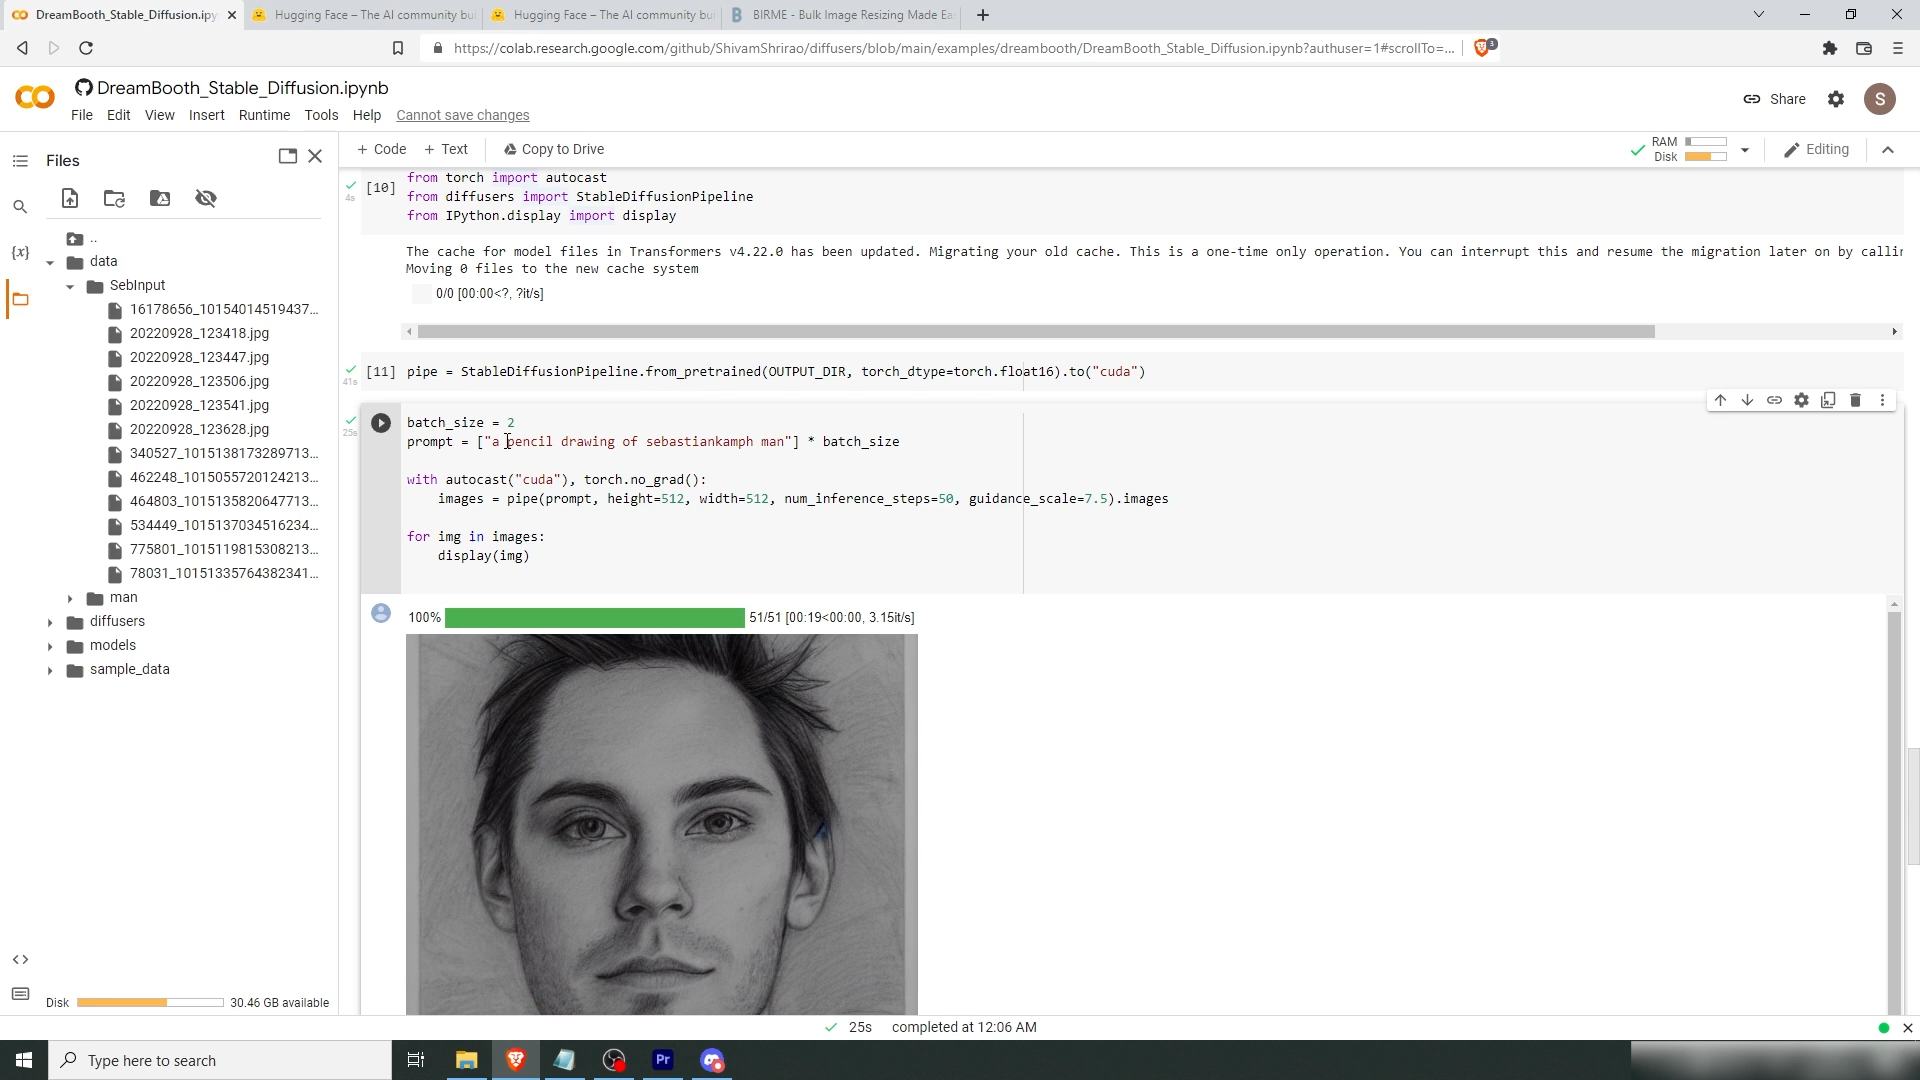 DreamBooth_Stable_Diffusion.ipy
Hugging Face – The AI community bui
Hugging Face – The AI community bui
BIRME - Bulk Image Resizing Made Ea
https://colab.research.google.com/github/ShivamShrirao/diffusers/blob/main/examples/dreambooth/DreamBooth_Stable_Diffusion.ipynb?authuser=1#scrollTo=...
3
DreamBooth_Stable_Diffusion.ipynb
File Edit View Insert Runtime Tools Help Cannot save changes
Share
S
Files
+ Code + Text Copy to Drive
RAM
Disk
Editing
..
data
SebInput
16178656_10154014519437...
20220928_123418.jpg
20220928_123447.jpg
20220928_123506.jpg
20220928_123541.jpg
20220928_123628.jpg
340527_1015138173289713...
462248_1015055720124213...
464803_1015135820647713...
534449_1015137034516234...
775801_1015119815308213...
78031_10151335764382341...
man
diffusers
models
sample_data
Disk 30.46 GB available
[10]
4s
from torch import autocast
from diffusers import StableDiffusionPipeline
from IPython.display import display
The cache for model files in Transformers v4.22.0 has been updated. Migrating your old cache. This is a one-time only operation. You can interrupt this and resume the migration later on by callin
Moving 0 files to the new cache system
0/0 [00:00<?, ?it/s]
[11] pipe = StableDiffusionPipeline.from_pretrained(OUTPUT_DIR, torch_dtype=torch.float16).to("cuda")
41s
25s
batch_size = 2
prompt = ["a pencil drawing of sebastiankamph man"] * batch_size
with autocast("cuda"), torch.no_grad():
images = pipe(prompt, height=512, width=512, num_inference_steps=50, guidance_scale=7.5).images
for img in images:
display(img)
100% 51/51 [00:19<00:00, 3.15it/s]
25s completed at 12:06 AM
Type here to search
Pr